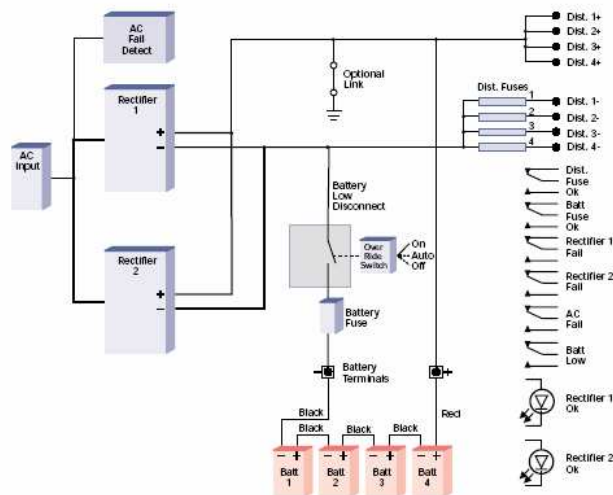 AC
Fail
Detect
Dist. 1+
Dist. 2+
Dist. 3+
Dist. 4+
Optional
Link
Rectifier
1
+
−
Dist. Fuses
1
2
3
4
Dist. 1-
Dist. 2-
Dist. 3-
Dist. 4-
AC
Input
Battery
Low
Disconnect
Dist.
Fuse
Ok
Batt
Fuse
Ok
Rectifier
2
+
−
Over
Ride
Switch
On
Auto
Off
Rectifier 1
Fail
Rectifier 2
Fail
Battery
Fuse
AC
Fail
Batt
Low
−
Battery
Terminals
+
Black
Red
Black
Black
Black
− +
− +
− +
− +
Batt
1
Batt
2
Batt
3
Batt
4
Rectifier 1
Ok
Rectifier 2
Ok